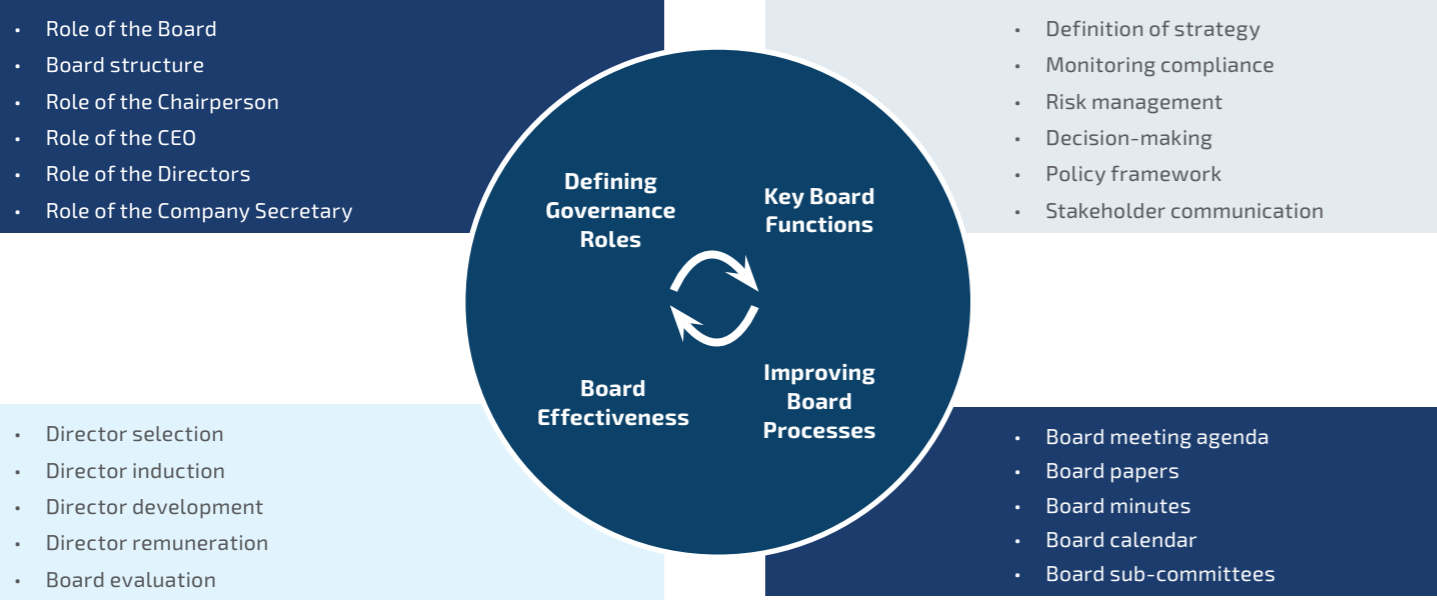 • Role of the Board
• Board structure
• Role of the Chairperson
• Role of the CEO
• Role of the Directors
• Role of the Company Secretary
• Definition of strategy
• Monitoring compliance
• Risk management
• Decision-making
• Policy framework
• Stakeholder communication
Defining
Governance
Roles
Key Board
Functions
Board
Effectiveness
Improving
Board
Processes
• Director selection
• Director induction
• Director development
• Director remuneration
• Board evaluation
• Board meeting agenda
• Board papers
• Board minutes
• Board calendar
• Board sub-committees